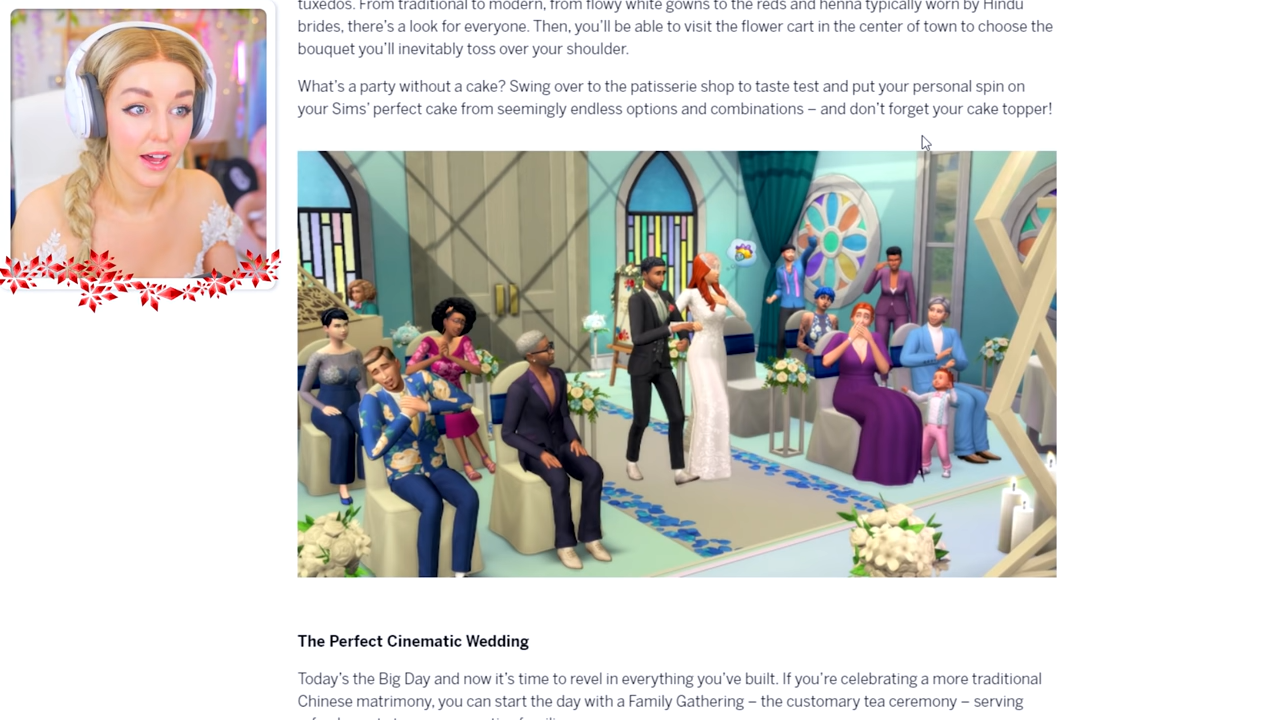 tuxedos. From traditional to modern, from flowy white gowns to the reds and henna typically worn by Hindu
brides, there’s a look for everyone. Then, you’ll be able to visit the flower cart in the center of town to choose the
bouquet you’ll inevitably toss over your shoulder.
What’s a party without a cake? Swing over to the patisserie shop to taste test and put your personal spin on
your Sims’ perfect cake from seemingly endless options and combinations – and don’t forget your cake topper!
The Perfect Cinematic Wedding
Today’s the Big Day and now it’s time to revel in everything you’ve built. If you’re celebrating a more traditional
Chinese matrimony, you can start the day with a Family Gathering – the customary tea ceremony – serving